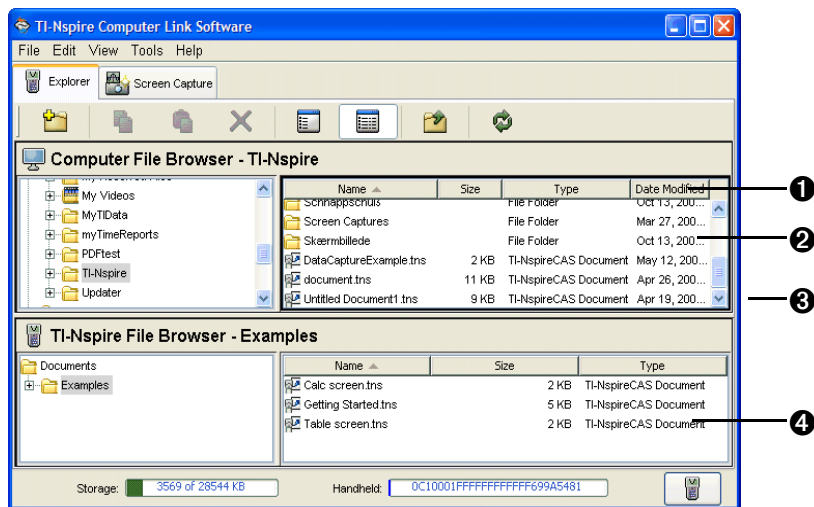 TI-Nspire Computer Link Software
File Edit View Tools Help
Explorer Screen Capture
Computer File Browser - TI-Nspire
My Videos
MyTIData
myTimeReports
PDFtest
TI-Nspire
Updater
Name Size Type Date Modified
Schnappschuß File Folder Oct 13, 200...
Screen Captures File Folder Mar 27, 200...
Skærmbillede File Folder Oct 13, 200...
DataCaptureExample.tns 2 KB TI-NspireCAS Document May 12, 200...
document.tns 11 KB TI-NspireCAS Document Apr 26, 200...
Untitled Document1.tns 9 KB TI-NspireCAS Document Apr 19, 200...
❶
❷
❸
TI-Nspire File Browser - Examples
Documents
Examples
Name Size Type
Calc screen.tns 2 KB TI-NspireCAS Document
Getting Started.tns 5 KB TI-NspireCAS Document
Table screen.tns 2 KB TI-NspireCAS Document
❹
Storage: 3569 of 28544 KB Handheld: 0C10001FFFFFFFFFFFF699A5481